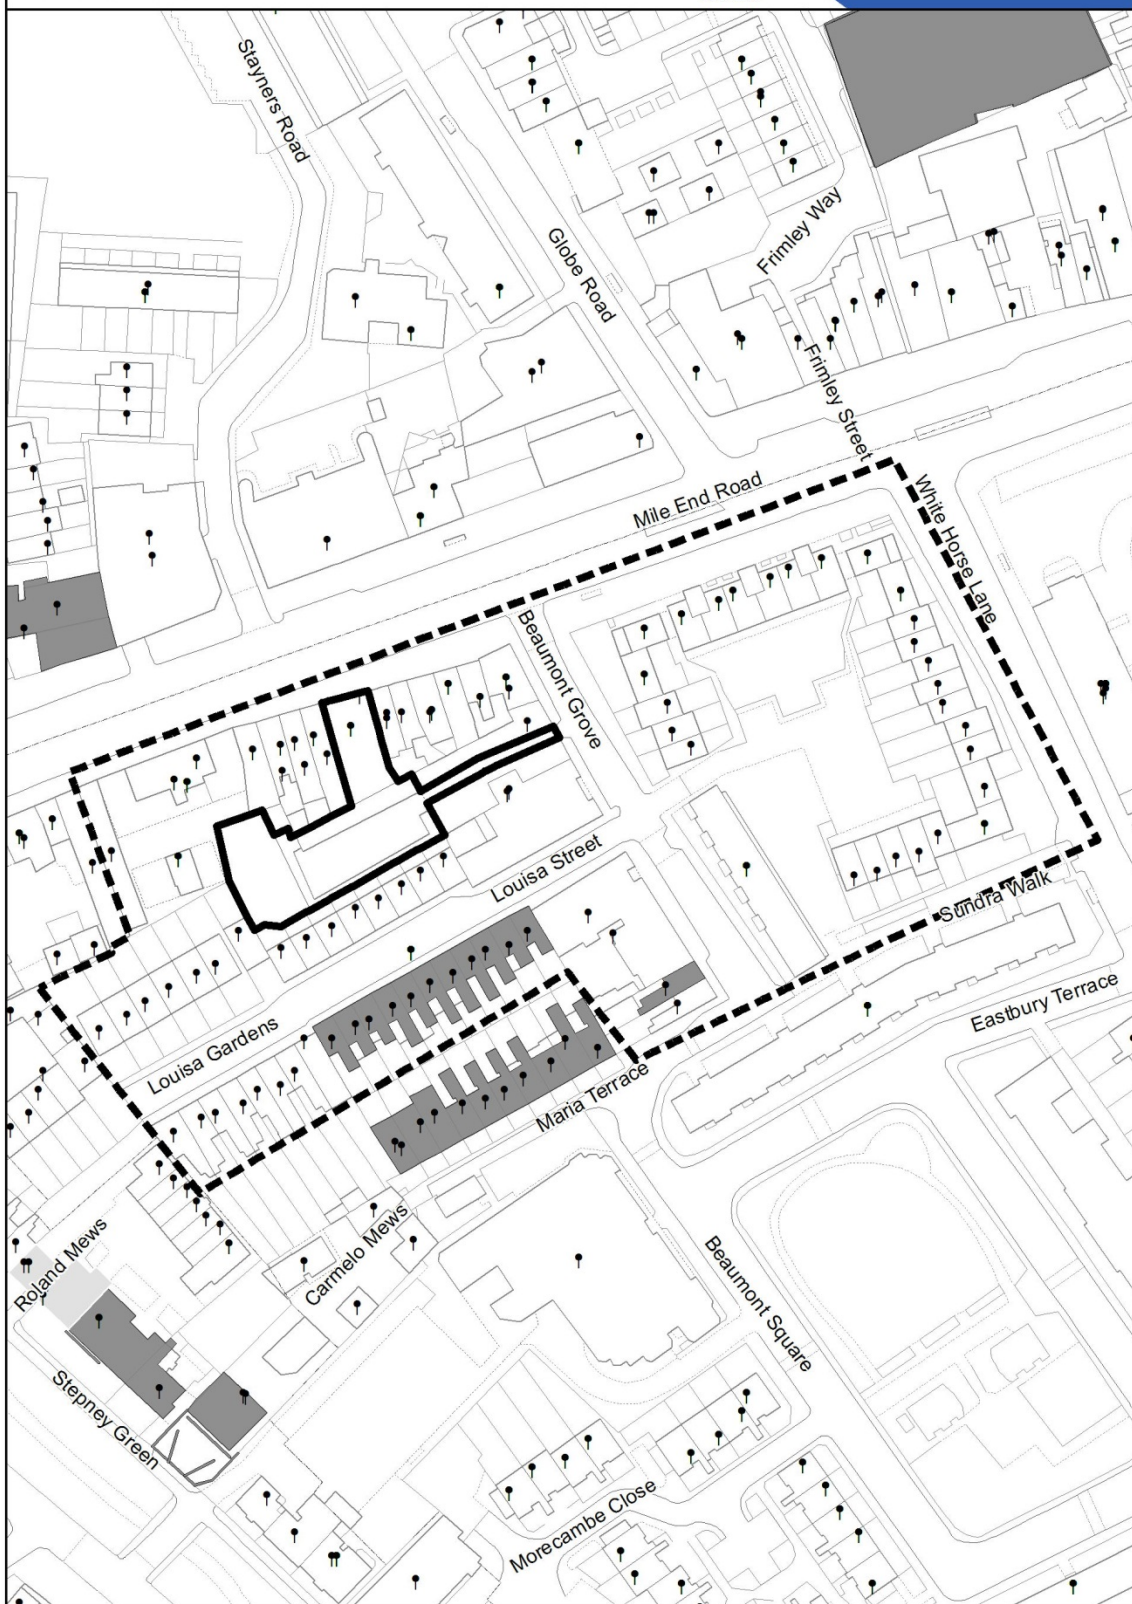 Stayners Road
Globe Road
Frimley Way
Frimley Street
Mile End Road
White Horse Lane
Beaumont Grove
Louisa Street
Sundra Walk
Eastbury Terrace
Louisa Gardens
Maria Terrace
Roland Mews
Carmelo Mews
Beaumont Square
Stepney Green
Morecambe Close